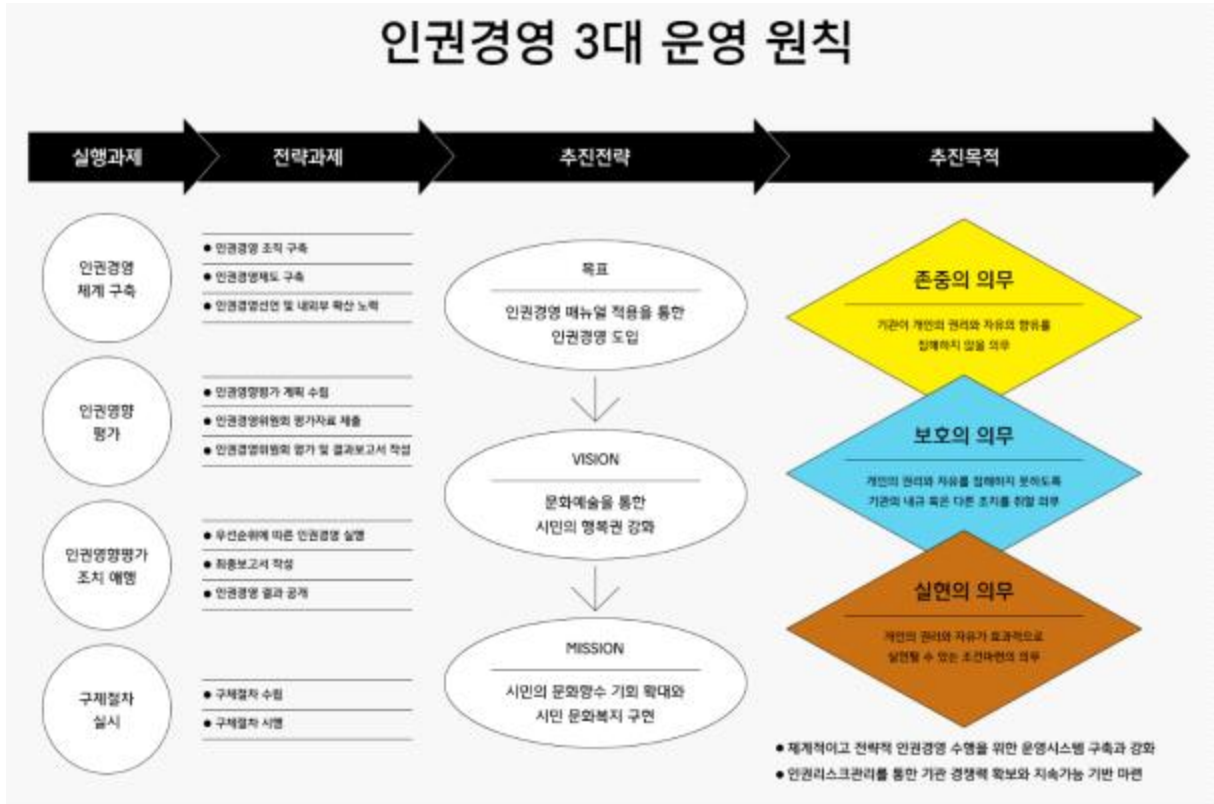 인권경영 3대 운영 원칙
실행과제
전략과제
추진전략
추진목적
인권경영
체계 구축
● 인권경영 조직 구축
● 인권경영제도 구축
● 인권경영선언 및 내외부 확산 노력
인권영향
평가
● 인권영향평가 계획 수립
● 인권경영위원회 평가자료 제출
● 인권경영위원회 평가 및 결과보고서 작성
인권영향평가
조치 예행
● 우선순위에 따른 인권경영 실행
● 최종보고서 작성
● 인권경영 결과 공개
구제절차
실시
● 구제절차 수립
● 구제절차 시행
목표
인권경영 매뉴얼 적용을 통한
인권경영 도입
VISION
문화예술을 통한
시민의 행복권 강화
MISSION
시민의 문화향수 기회 확대와
시민 문화복지 구현
존중의 의무
기관이 개인의 권리와 자유의 향유를
침해하지 않을 의무
보호의 의무
개인의 권리와 자유를 침해하지 못하도록
기관의 내규 혹은 다른 조치를 취할 의무
실현의 의무
개인의 권리와 자유가 효과적으로
실현될 수 있는 조건마련의 의무
● 체계적이고 전략적 인권경영 수행을 위한 운영시스템 구축과 강화
● 인권리스크관리를 통한 기관 경쟁력 확보와 지속가능 기반 마련